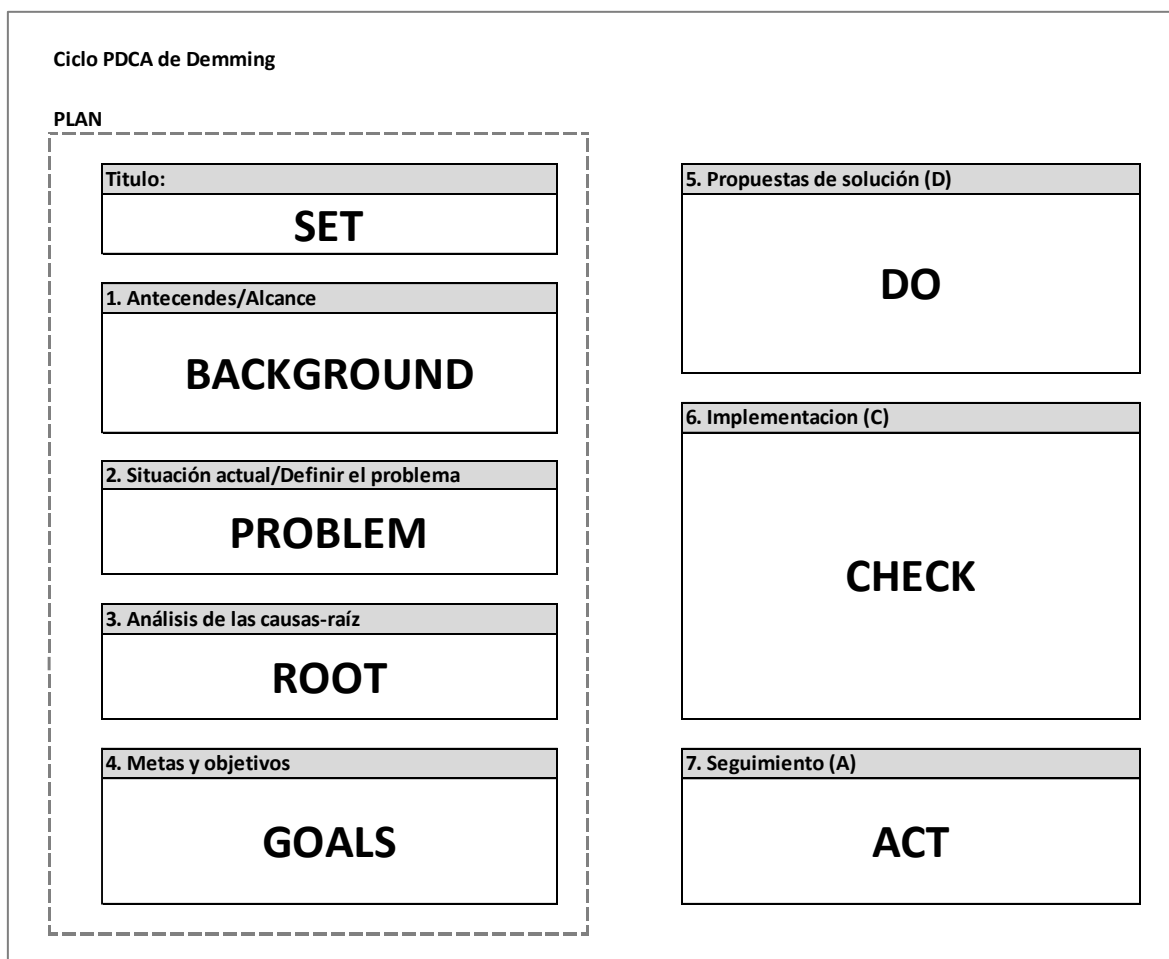 Ciclo PDCA de Demming
PLAN
Titulo:
SET
1. Antecendes/Alcance
BACKGROUND
2. Situación actual/Definir el problema
PROBLEM
3. Análisis de las causas-raíz
ROOT
4. Metas y objetivos
GOALS
5. Propuestas de solución (D)
DO
6. Implementacion (C)
CHECK
7. Seguimiento (A)
ACT